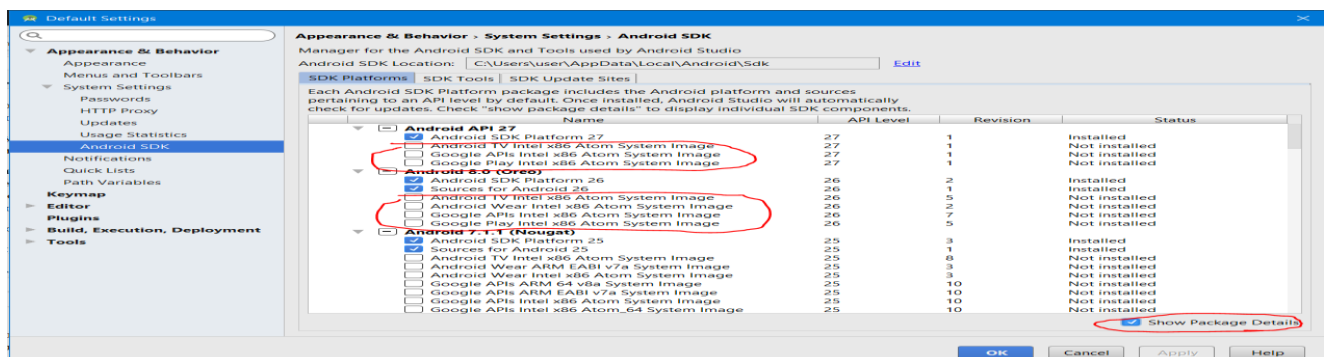 Default Settings
Appearance & Behavior
Appearance
Menus and Toolbars
System Settings
Passwords
HTTP Proxy
Updates
Usage Statistics
Android SDK
Notifications
Quick Lists
Path Variables
Keymap
Editor
Plugins
Build, Execution, Deployment
Tools
Appearance & Behavior › System Settings › Android SDK
Manager for the Android SDK and Tools used by Android Studio
Android SDK Location: C:\Users\user\AppData\Local\Android\Sdk Edit
SDK Platforms SDK Tools SDK Update Sites
Each Android SDK Platform package includes the Android platform and sources
pertaining to an API level by default. Once installed, Android Studio will automatically
check for updates. Check "show package details" to display individual SDK components.
Name API Level Revision Status
Android API 27
Android SDK Platform 27 27 1 Installed
Android TV Intel x86 Atom System Image 27 1 Not installed
Google APIs Intel x86 Atom System Image 27 1 Not installed
Google Play Intel x86 Atom System Image 27 1 Not installed
Android 8.0 (Oreo)
Android SDK Platform 26 26 2 Installed
Sources for Android 26 26 1 Installed
Android TV Intel x86 Atom System Image 26 5 Not installed
Android Wear Intel x86 Atom System Image 26 2 Not installed
Google APIs Intel x86 Atom System Image 26 7 Not installed
Google Play Intel x86 Atom System Image 26 5 Not installed
Android 7.1.1 (Nougat)
Android SDK Platform 25 25 3 Installed
Sources for Android 25 25 1 Installed
Android TV Intel x86 Atom System Image 25 8 Not installed
Android Wear ARM EABI v7a System Image 25 3 Not installed
Android Wear Intel x86 Atom System Image 25 3 Not installed
Google APIs ARM 64 v8a System Image 25 10 Not installed
Google APIs ARM EABI v7a System Image 25 10 Not installed
Google APIs Intel x86 Atom System Image 25 10 Not installed
Google APIs Intel x86 Atom_64 System Image 25 10 Not installed
Show Package Details
OK Cancel Apply Help